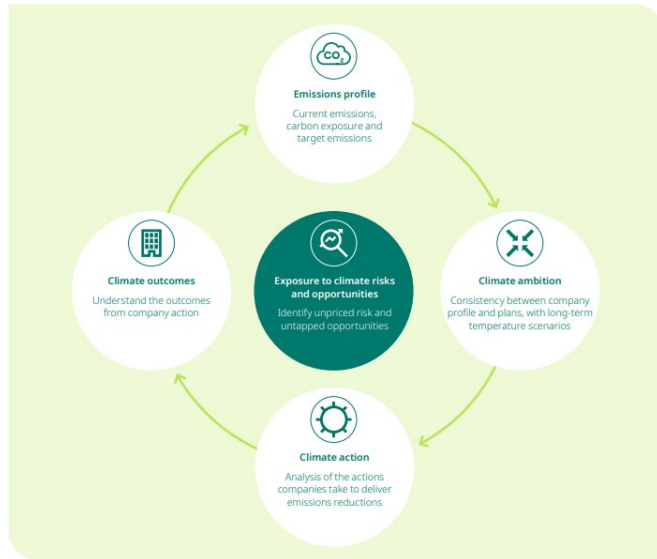 CO2
Emissions profile
Current emissions,
carbon exposure and
target emissions
Climate outcomes
Understand the outcomes
from company action
Exposure to climate risks
and opportunities
Identify unpriced risk and
untapped opportunities
Climate ambition
Consistency between company
profile and plans, with long-term
temperature scenarios
Climate action
Analysis of the actions
companies take to deliver
emissions reductions